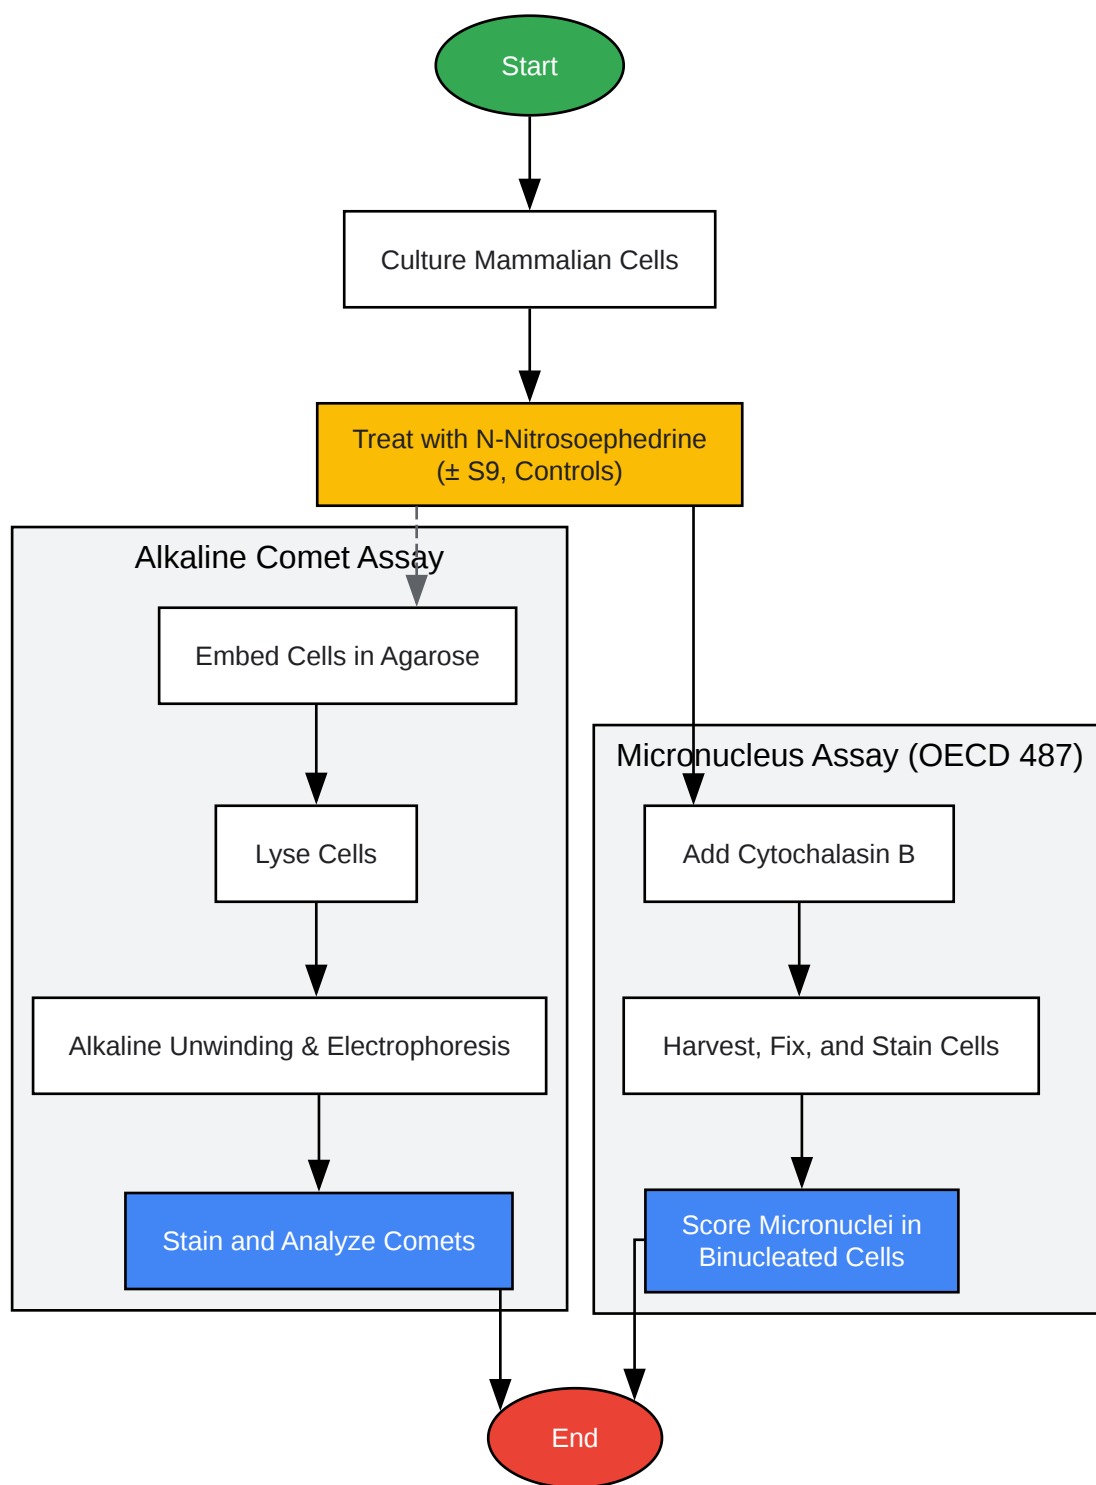 Start
Culture Mammalian Cells
Treat with N-Nitrosoephedrine
(± S9, Controls)
Alkaline Comet Assay
Embed Cells in Agarose
Lyse Cells
Alkaline Unwinding & Electrophoresis
Stain and Analyze Comets
Micronucleus Assay (OECD 487)
Add Cytochalasin B
Harvest, Fix, and Stain Cells
Score Micronuclei in
Binucleated Cells
End